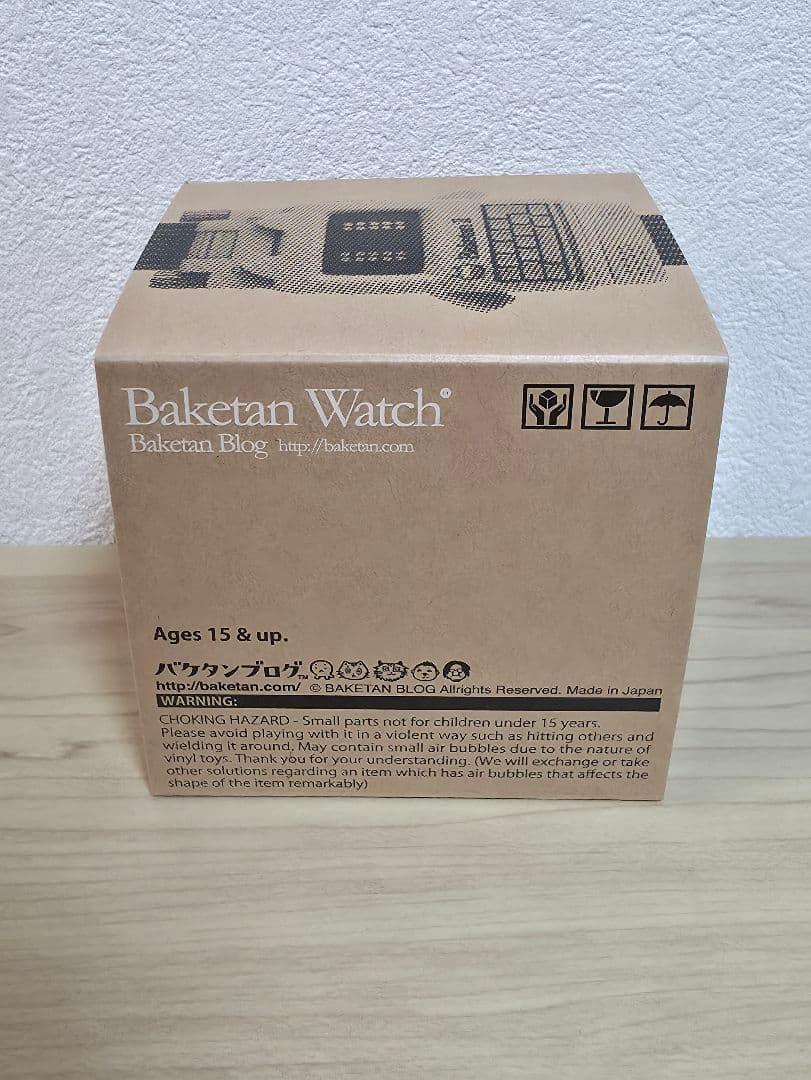 Baketan Watch
Baketan Blog http://baketan.com
Ages 15 & up.
バケタンブログ™
http://baketan.com/ © BAKETAN BLOG Allrights Reserved. Made in Japan
WARNING:
CHOKING HAZARD - Small parts not for children under 15 years.
Please avoid playing with it in a violent way such as hitting others and
wielding it around. May contain small air bubbles due to the nature of
vinyl toys. Thank you for your understanding. (We will exchange or take
other solutions regarding an item which has air bubbles that affects the
shape of the item remarkably)